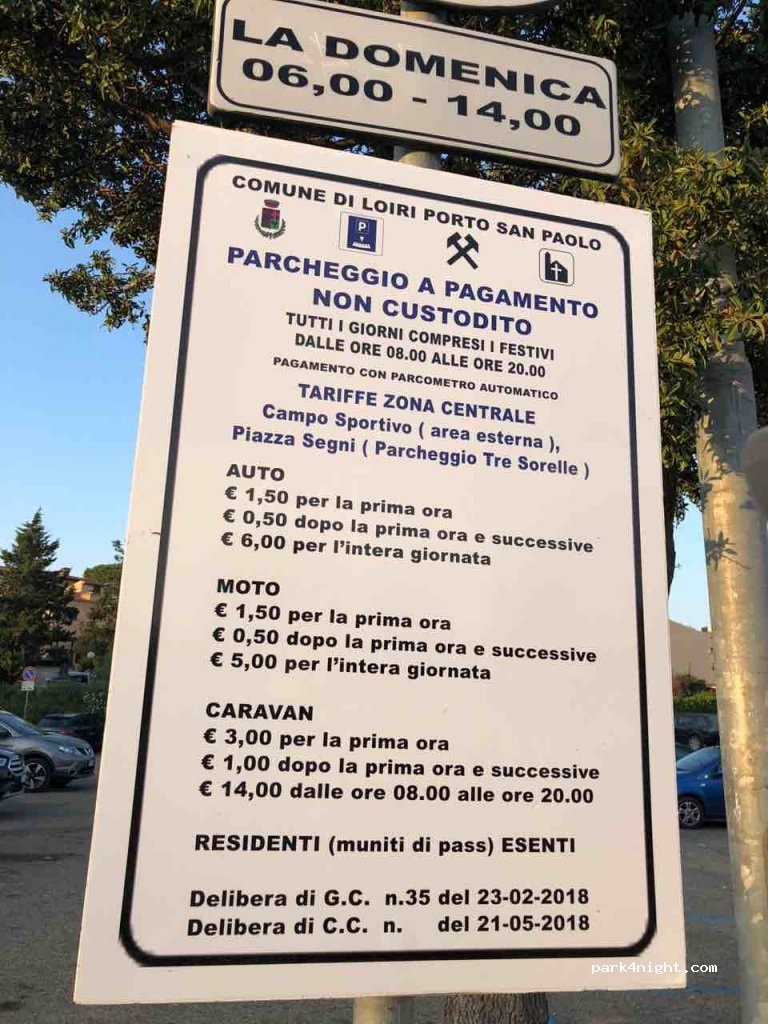 LA DOMENICA
06,00 - 14,00
COMUNE DI LOIRI PORTO SAN PAOLO
P
PARCHEGGIO A PAGAMENTO
NON CUSTODITO
TUTTI I GIORNI COMPRESI I FESTIVI
DALLE ORE 08.00 ALLE ORE 20.00
PAGAMENTO CON PARCOMETRO AUTOMATICO
TARIFFE ZONA CENTRALE
Campo Sportivo ( area esterna ),
Piazza Segni ( Parcheggio Tre Sorelle )
AUTO
€ 1,50 per la prima ora
€ 0,50 dopo la prima ora e successive
€ 6,00 per l'intera giornata
MOTO
€ 1,50 per la prima ora
€ 0,50 dopo la prima ora e successive
€ 5,00 per l'intera giornata
CARAVAN
€ 3,00 per la prima ora
€ 1,00 dopo la prima ora e successive
€ 14,00 dalle ore 08.00 alle ore 20.00
RESIDENTI (muniti di pass) ESENTI
Delibera di G.C. n.35 del 23-02-2018
Delibera di C.C. n. del 21-05-2018
park4night.com